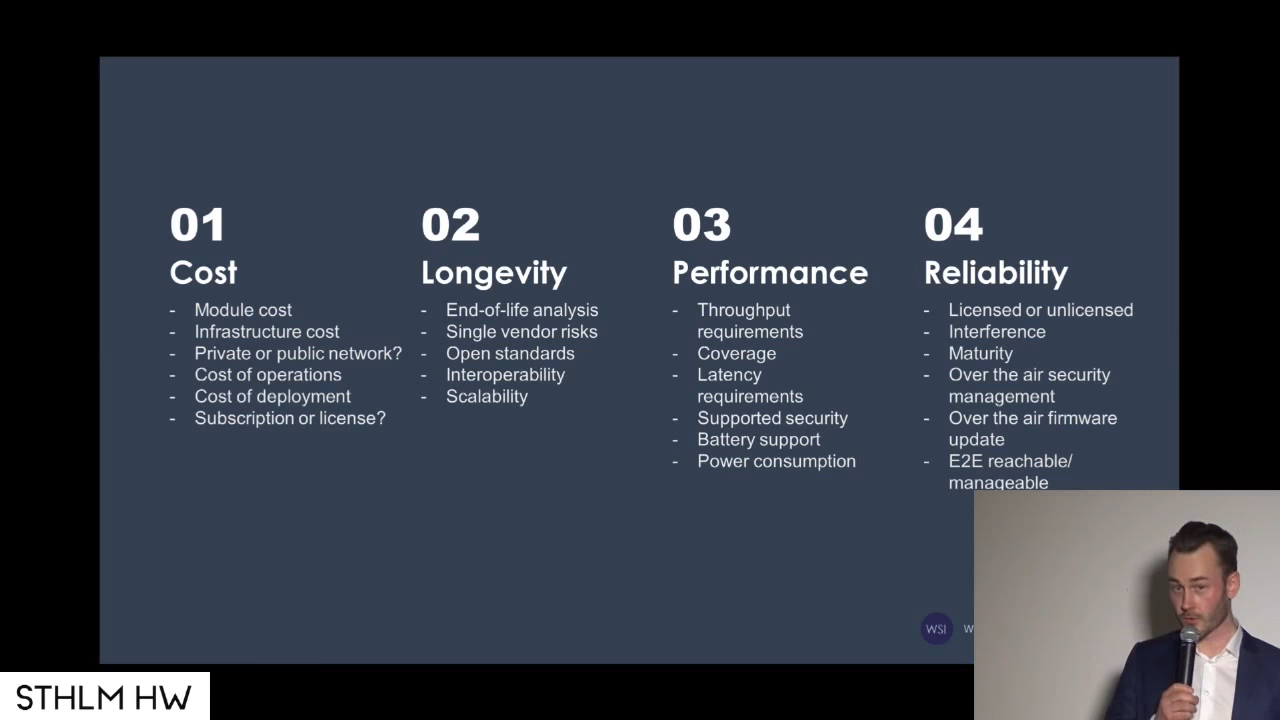 01
Cost
- Module cost
- Infrastructure cost
- Private or public network?
- Cost of operations
- Cost of deployment
- Subscription or license?
02
Longevity
- End-of-life analysis
- Single vendor risks
- Open standards
- Interoperability
- Scalability
03
Performance
- Throughput
requirements
- Coverage
- Latency
requirements
- Supported security
- Battery support
- Power consumption
04
Reliability
- Licensed or unlicensed
- Interference
- Maturity
- Over the air security
management
- Over the air firmware
update
- E2E reachable/
manageable
WSI
STHLM HW